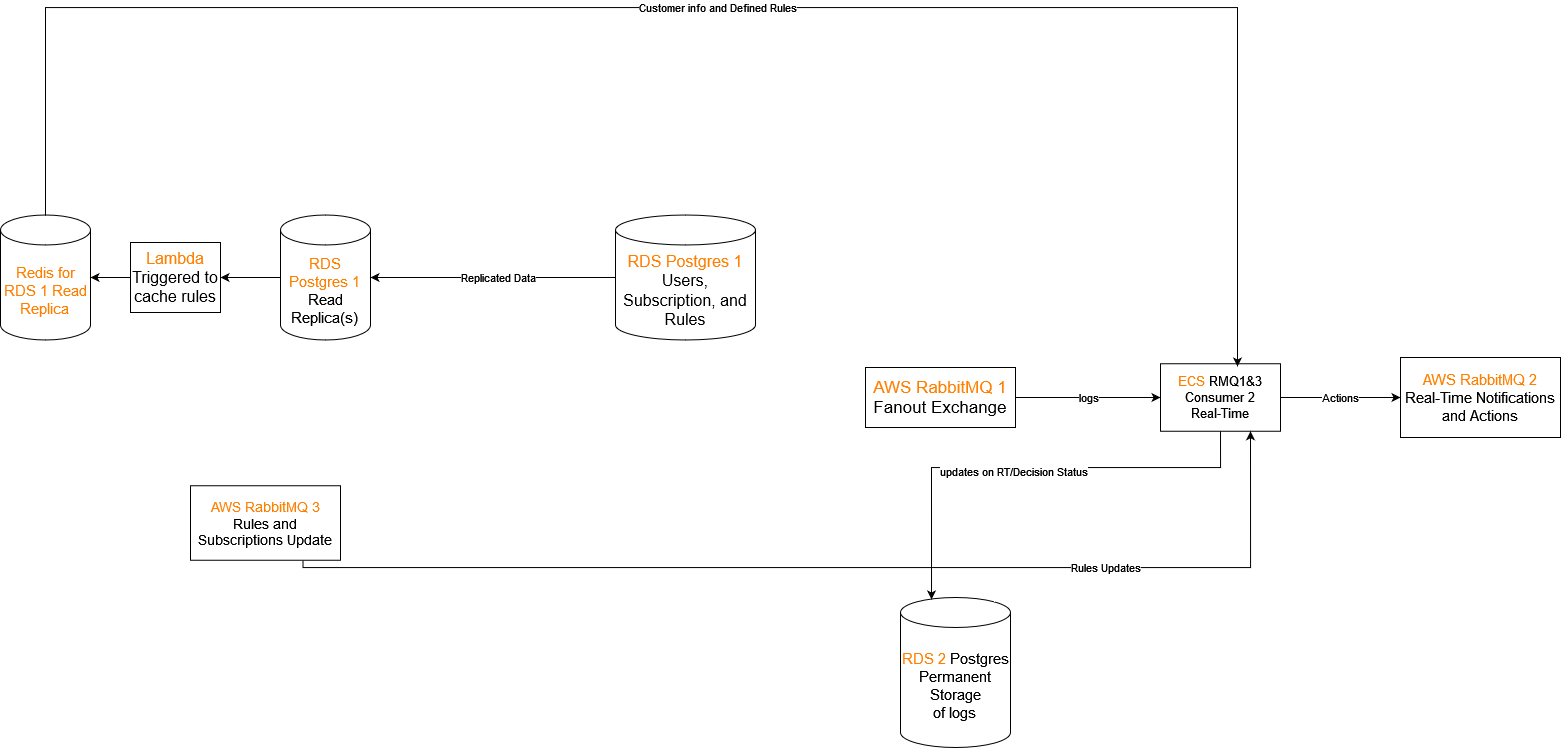 Customer info and Defined Rules
Redis for
RDS 1 Read
Replica
Lambda
Triggered to
cache rules
RDS
Postgres 1
Read
Replica(s)
Replicated Data
RDS Postgres 1
Users,
Subscription, and
Rules
AWS RabbitMQ 1
Fanout Exchange
logs
ECS RMQ1&3
Consumer 2
Real-Time
Actions
AWS RabbitMQ 2
Real-Time Notifications
and Actions
updates on RT/Decision Status
AWS RabbitMQ 3
Rules and
Subscriptions Update
Rules Updates
RDS 2 Postgres
Permanent
Storage
of logs